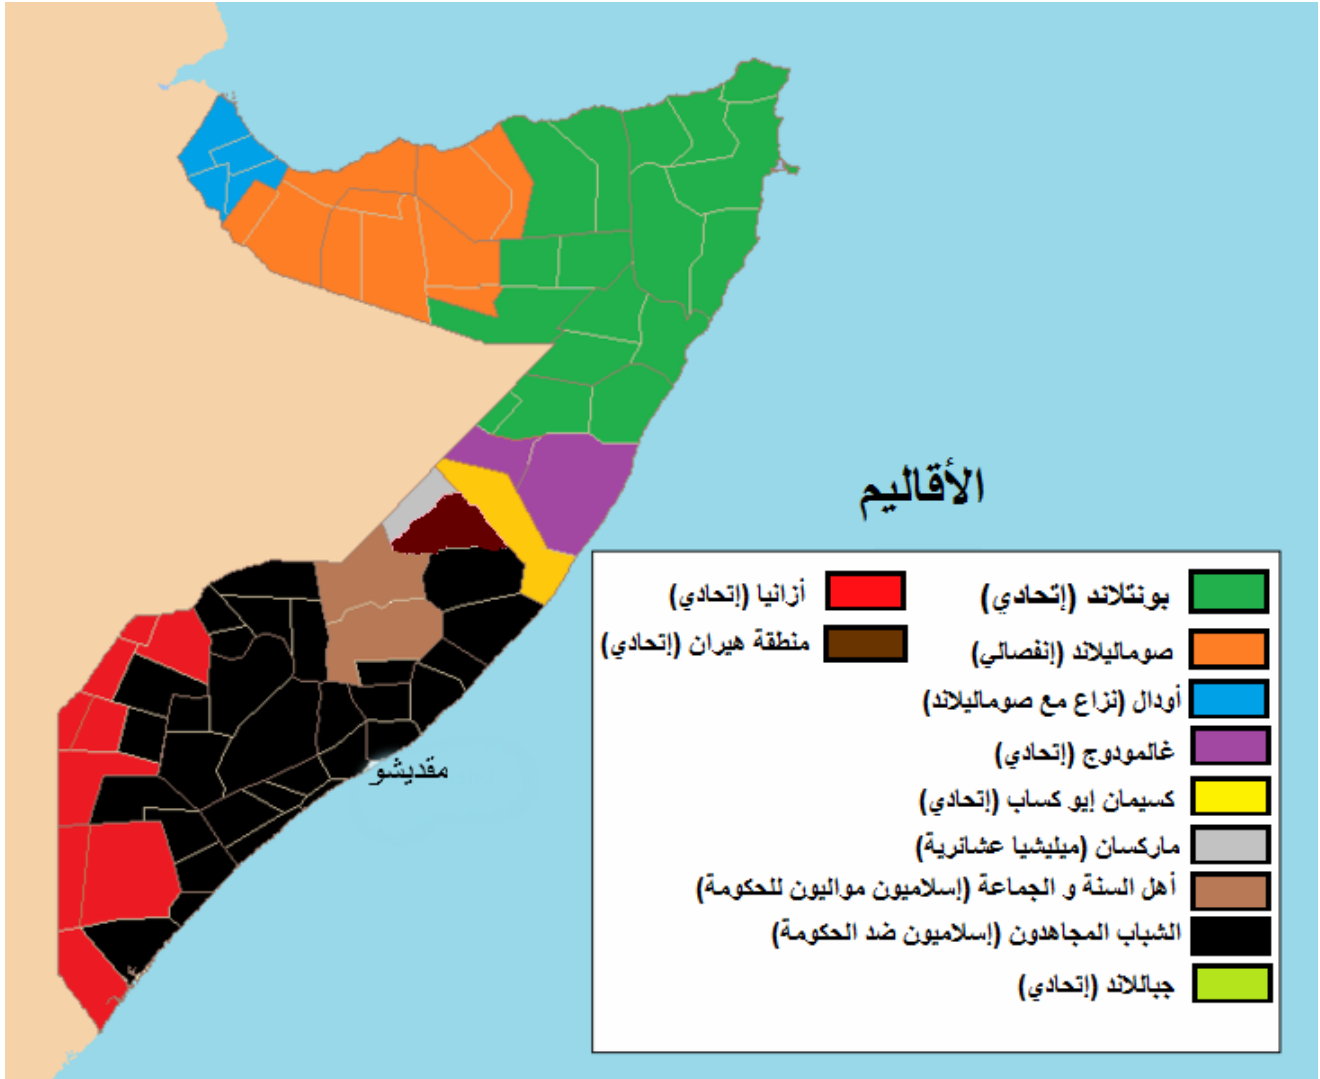 الأقاليم
بونتلاند (إتحادي)
صوماليلاند (إنفصالي)
أودال (نزاع مع صوماليلاند)
غالمودوج (إتحادي)
كسيمان إيو كساب (إتحادي)
ماركسان (ميليشيا عشائرية)
أهل السنة و الجماعة (إسلاميون مواليون للحكومة)
الشباب المجاهدون (إسلاميون ضد الحكومة)
جباللاند (إتحادي)
أزانيا (إتحادي)
منطقة هيران (إتحادي)
مقديشو